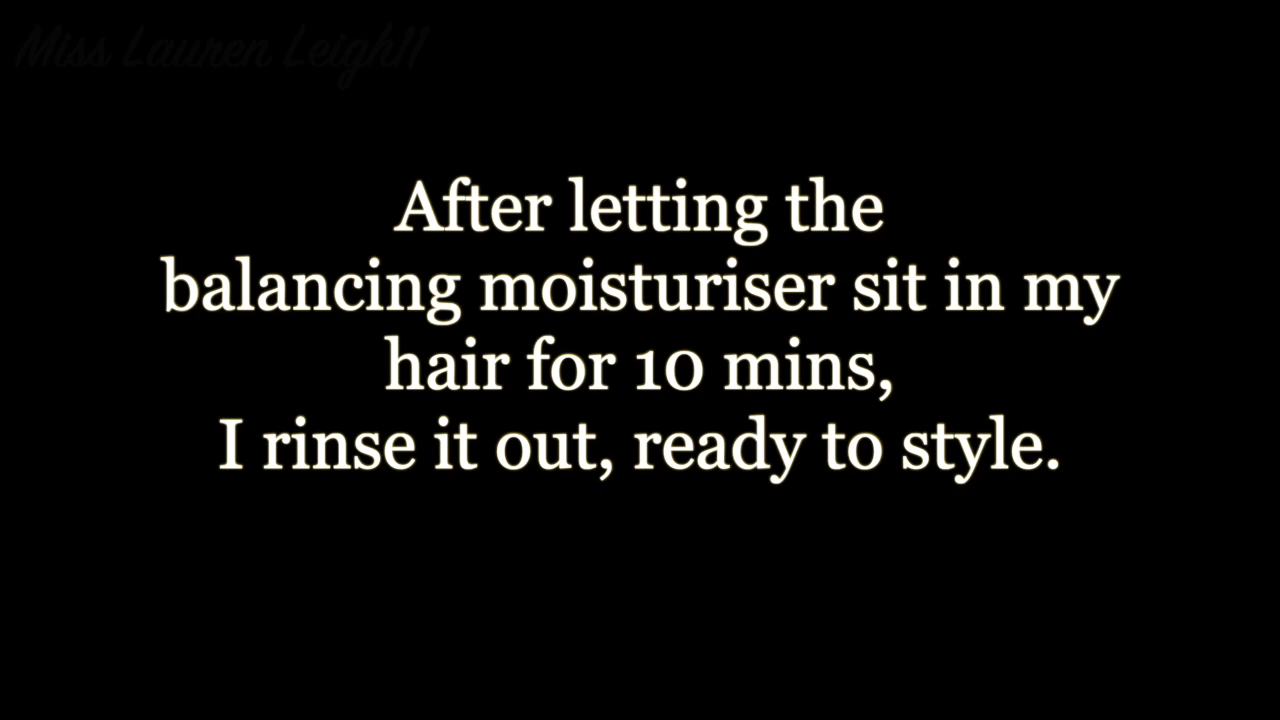 Miss Lauren Leigh11
After letting the
balancing moisturiser sit in my
hair for 10 mins,
I rinse it out, ready to style.